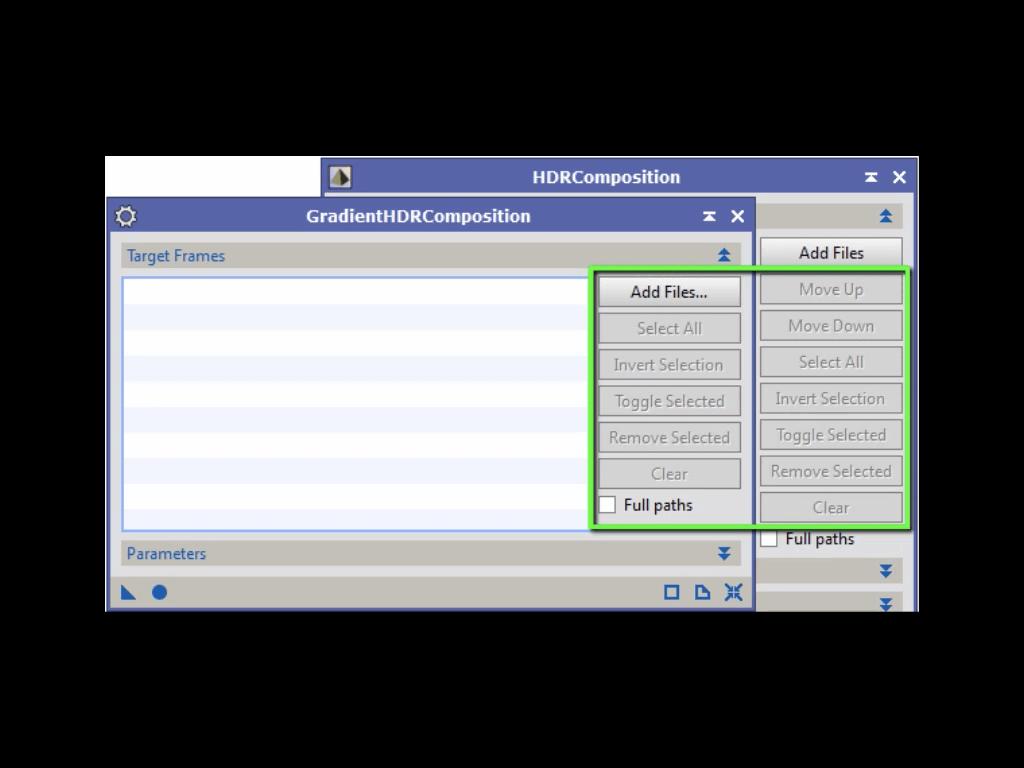 HDRComposition
GradientHDRComposition
Target Frames
Add Files
Add Files...
Move Up
Select All
Move Down
Invert Selection
Select All
Toggle Selected
Invert Selection
Remove Selected
Toggle Selected
Clear
Remove Selected
Full paths
Clear
Full paths
Parameters